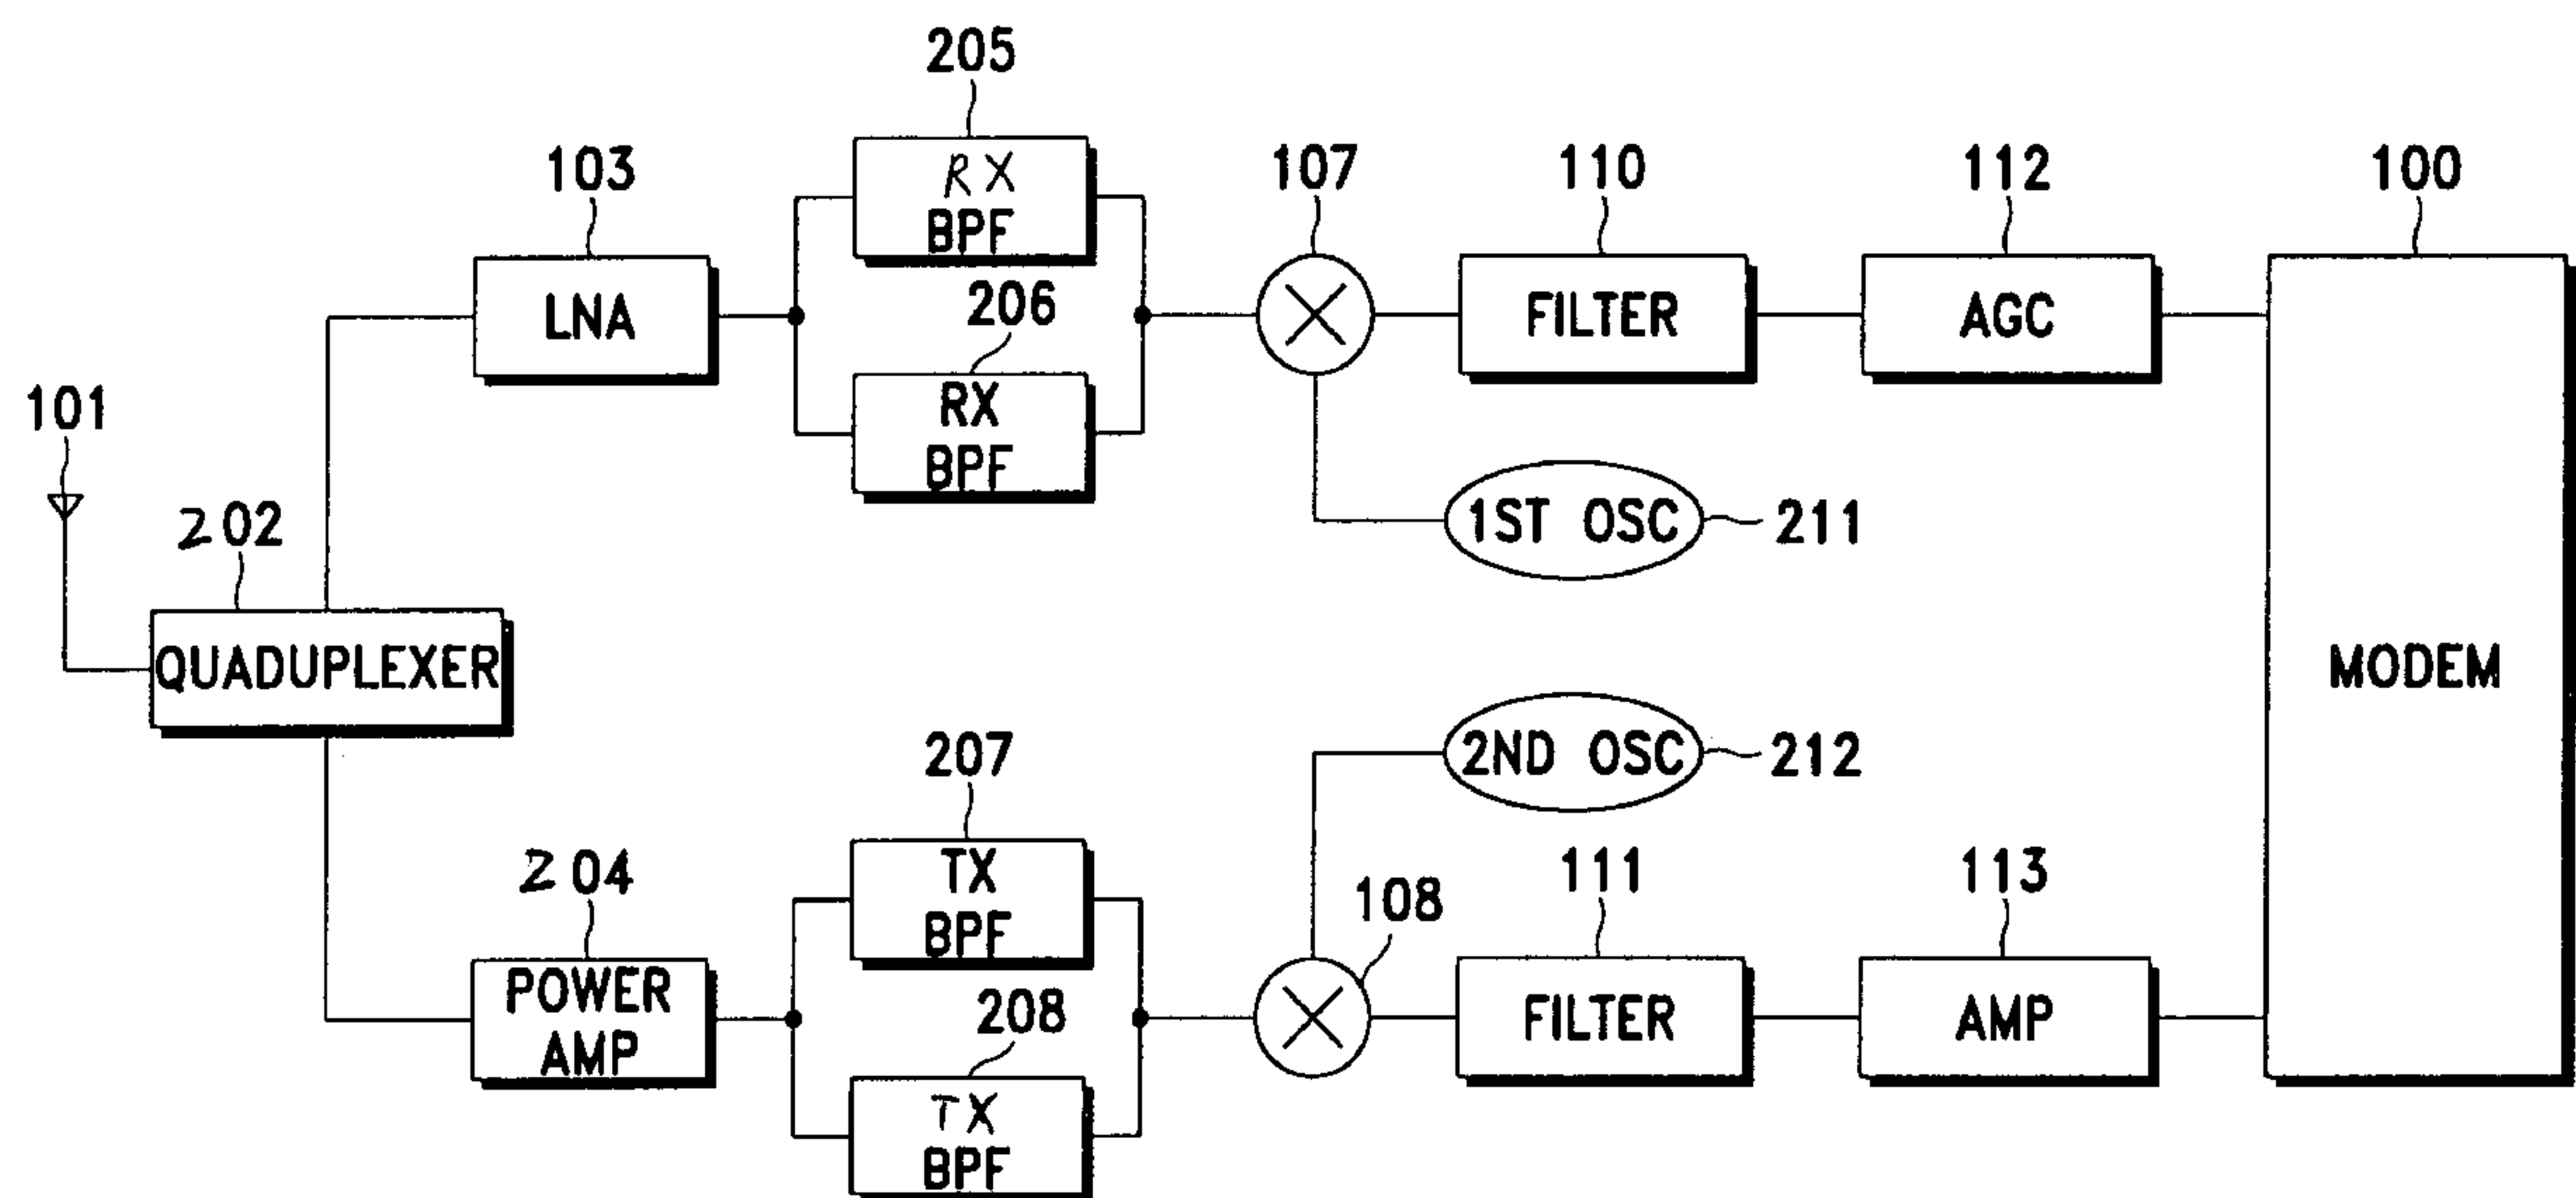 205
103
RX
BPF
107
110
112
100
LNA
206
FILTER
AGC
101
RX
BPF
202
1ST OSC
211
QUADUPLEXER
MODEM
207
2ND OSC
212
204
TX
BPF
108
111
113
POWER
AMP
208
FILTER
AMP
TX
BPF